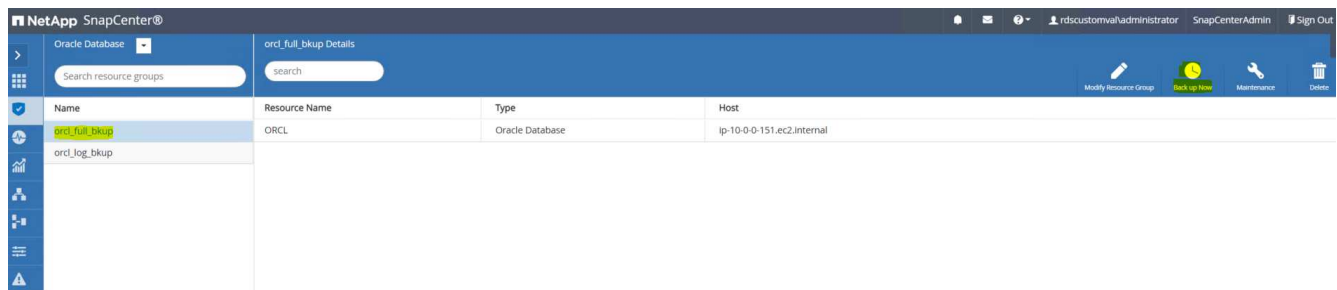 NetApp SnapCenter®
rdscustomval\administrator SnapCenterAdmin Sign Out
Oracle Database
Search resource groups
Name
orcl_full_bkup
orcl_log_bkup
orcl_full_bkup Details
search
Modify Resource Group Back up Now Maintenance Delete
Resource Name Type Host
ORCL Oracle Database ip-10-0-0-151.ec2.internal